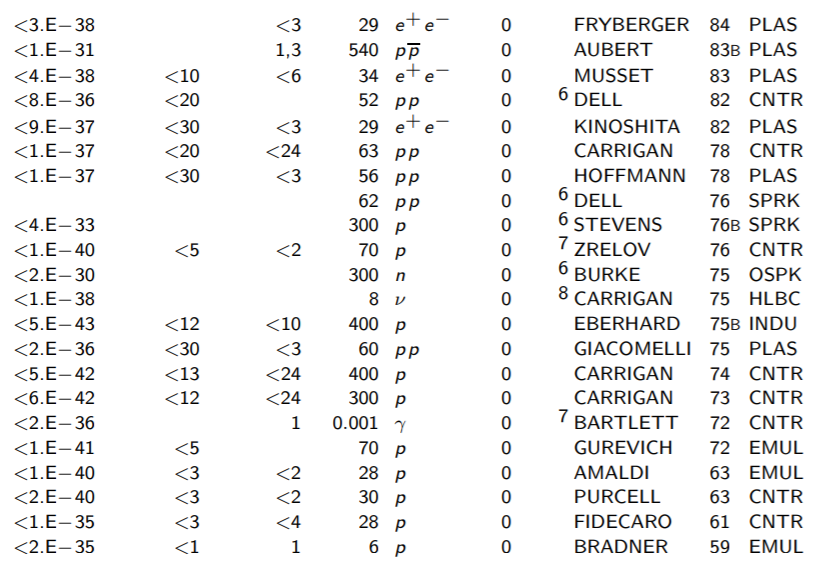 <3.E−38 <3 29 e+e− 0 FRYBERGER 84 PLAS
<1.E−31 1,3 540 pp̅ 0 AUBERT 83B PLAS
<4.E−38 <10 <6 34 e+e− 0 MUSSET 83 PLAS
<8.E−36 <20 52 pp 0 6 DELL 82 CNTR
<9.E−37 <30 <3 29 e+e− 0 KINOSHITA 82 PLAS
<1.E−37 <20 <24 63 pp 0 CARRIGAN 78 CNTR
<1.E−37 <30 <3 56 pp 0 HOFFMANN 78 PLAS
62 pp 0 6 DELL 76 SPRK
<4.E−33 300 p 0 6 STEVENS 76B SPRK
<1.E−40 <5 <2 70 p 0 7 ZRELOV 76 CNTR
<2.E−30 300 n 0 6 BURKE 75 OSPK
<1.E−38 8 ν 0 8 CARRIGAN 75 HLBC
<5.E−43 <12 <10 400 p 0 EBERHARD 75B INDU
<2.E−36 <30 <3 60 pp 0 GIACOMELLI 75 PLAS
<5.E−42 <13 <24 400 p 0 CARRIGAN 74 CNTR
<6.E−42 <12 <24 300 p 0 CARRIGAN 73 CNTR
<2.E−36 1 0.001 γ 0 7 BARTLETT 72 CNTR
<1.E−41 <5 70 p 0 GUREVICH 72 EMUL
<1.E−40 <3 <2 28 p 0 AMALDI 63 EMUL
<2.E−40 <3 <2 30 p 0 PURCELL 63 CNTR
<1.E−35 <3 <4 28 p 0 FIDECARO 61 CNTR
<2.E−35 <1 1 6 p 0 BRADNER 59 EMUL